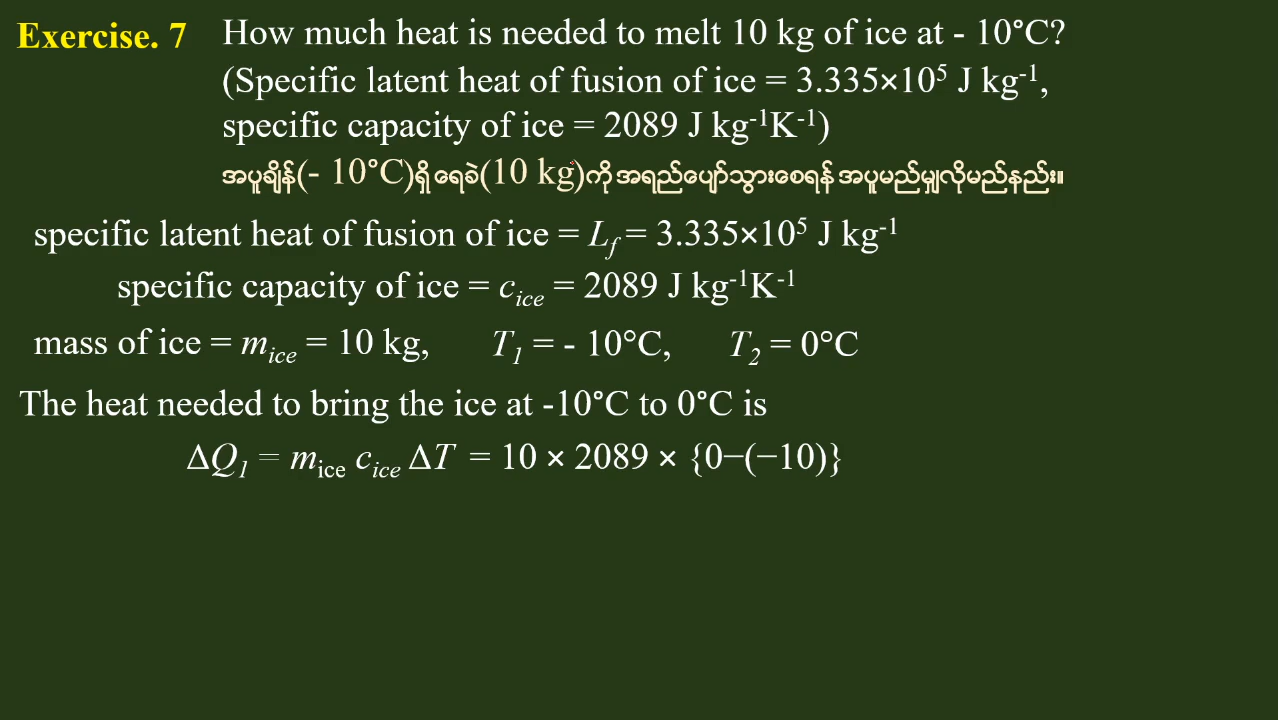 Exercise. 7 How much heat is needed to melt 10 kg of ice at - 10°C?
(Specific latent heat of fusion of ice = 3.335×10⁵ J kg⁻¹,
specific capacity of ice = 2089 J kg⁻¹K⁻¹)
အပူချိန်(- 10°C)ရှိ ရေခဲ(10 kg)ကို အရည်ပျော်သွားစေရန် အပူမည်မျှလိုမည်နည်း။
specific latent heat of fusion of ice = L_f = 3.335×10⁵ J kg⁻¹
specific capacity of ice = c_ice = 2089 J kg⁻¹K⁻¹
mass of ice = m_ice = 10 kg, T₁ = - 10°C, T₂ = 0°C
The heat needed to bring the ice at -10°C to 0°C is
ΔQ₁ = m_ice c_ice ΔT = 10 × 2089 × {0−(−10)}